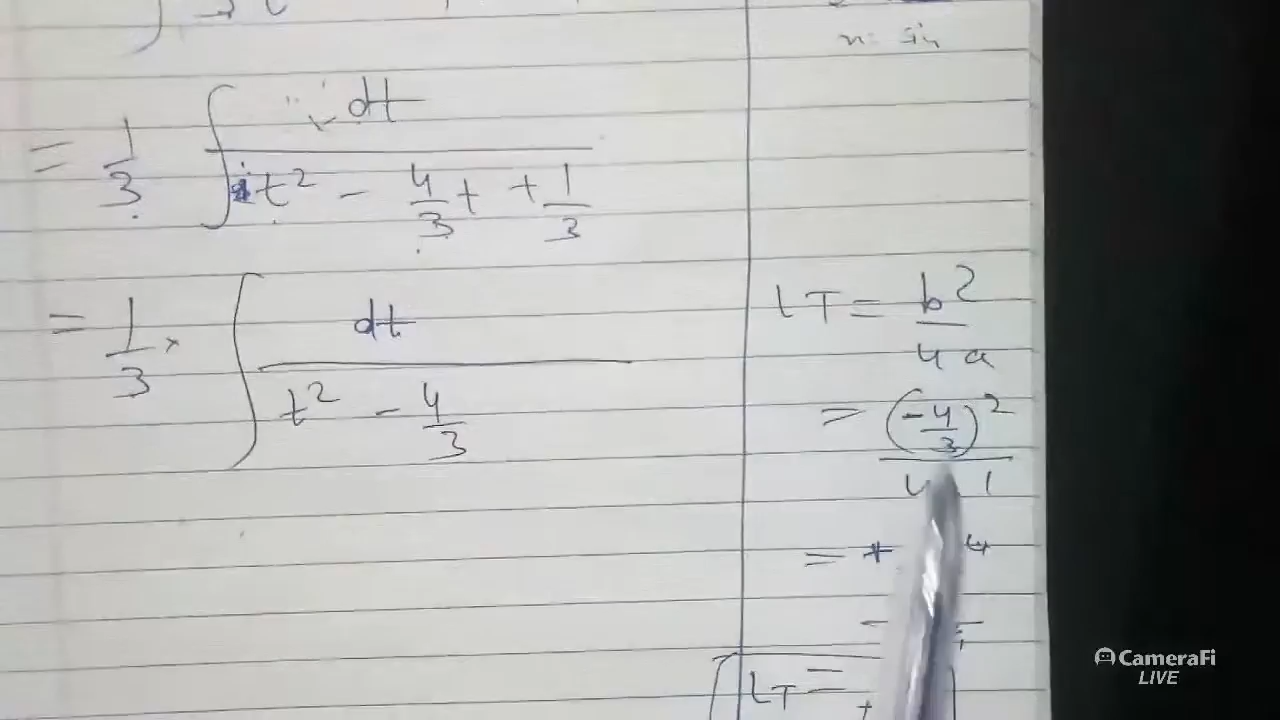 n = sin
= 1/3 ∫ dt / t² - 4/3 t + 1/3
= 1/3 × ∫ dt / t² - 4/3
LT = b² / 4a
= (-4/3)² / 4 1
=
LT =
CameraFi
LIVE